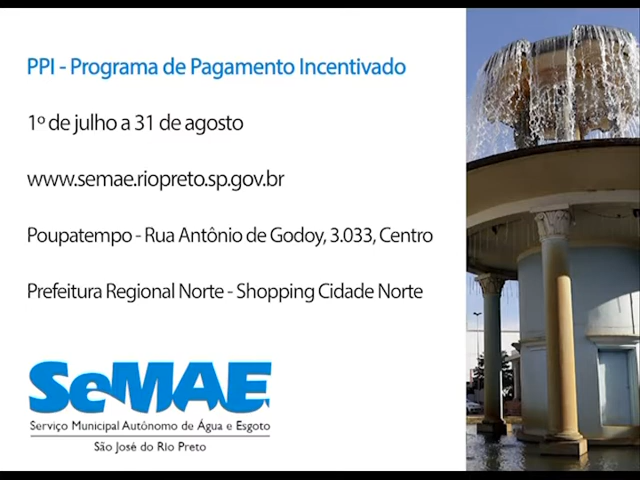 PPI - Programa de Pagamento Incentivado
1º de julho a 31 de agosto
www.semae.riopreto.sp.gov.br
Poupatempo - Rua Antônio de Godoy, 3.033, Centro
Prefeitura Regional Norte - Shopping Cidade Norte
SeMAE
Serviço Municipal Autônomo de Água e Esgoto
São José do Rio Preto